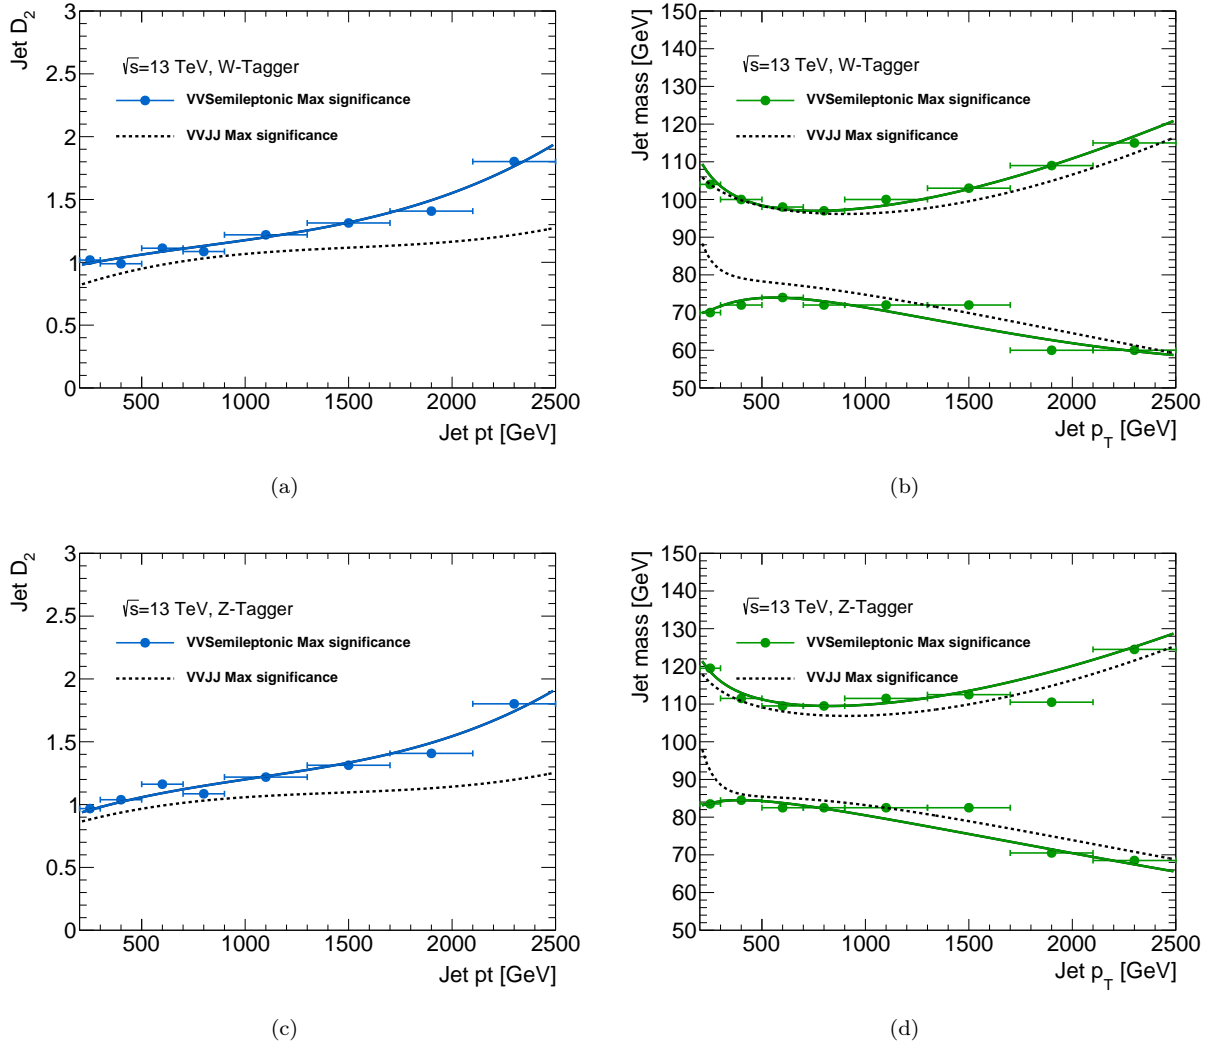 Jet D2
3
2.5
2
1.5
1
0.5
0
√s=13 TeV, W-Tagger
VVSemileptonic Max significance
VVJJ Max significance
500 1000 1500 2000 2500
Jet pt [GeV]
(a)
Jet mass [GeV]
150
140
130
120
110
100
90
80
70
60
50
√s=13 TeV, W-Tagger
VVSemileptonic Max significance
VVJJ Max significance
500 1000 1500 2000 2500
Jet pT [GeV]
(b)
Jet D2
3
2.5
2
1.5
1
0.5
0
√s=13 TeV, Z-Tagger
VVSemileptonic Max significance
VVJJ Max significance
500 1000 1500 2000 2500
Jet pt [GeV]
(c)
Jet mass [GeV]
150
140
130
120
110
100
90
80
70
60
50
√s=13 TeV, Z-Tagger
VVSemileptonic Max significance
VVJJ Max significance
500 1000 1500 2000 2500
Jet pT [GeV]
(d)